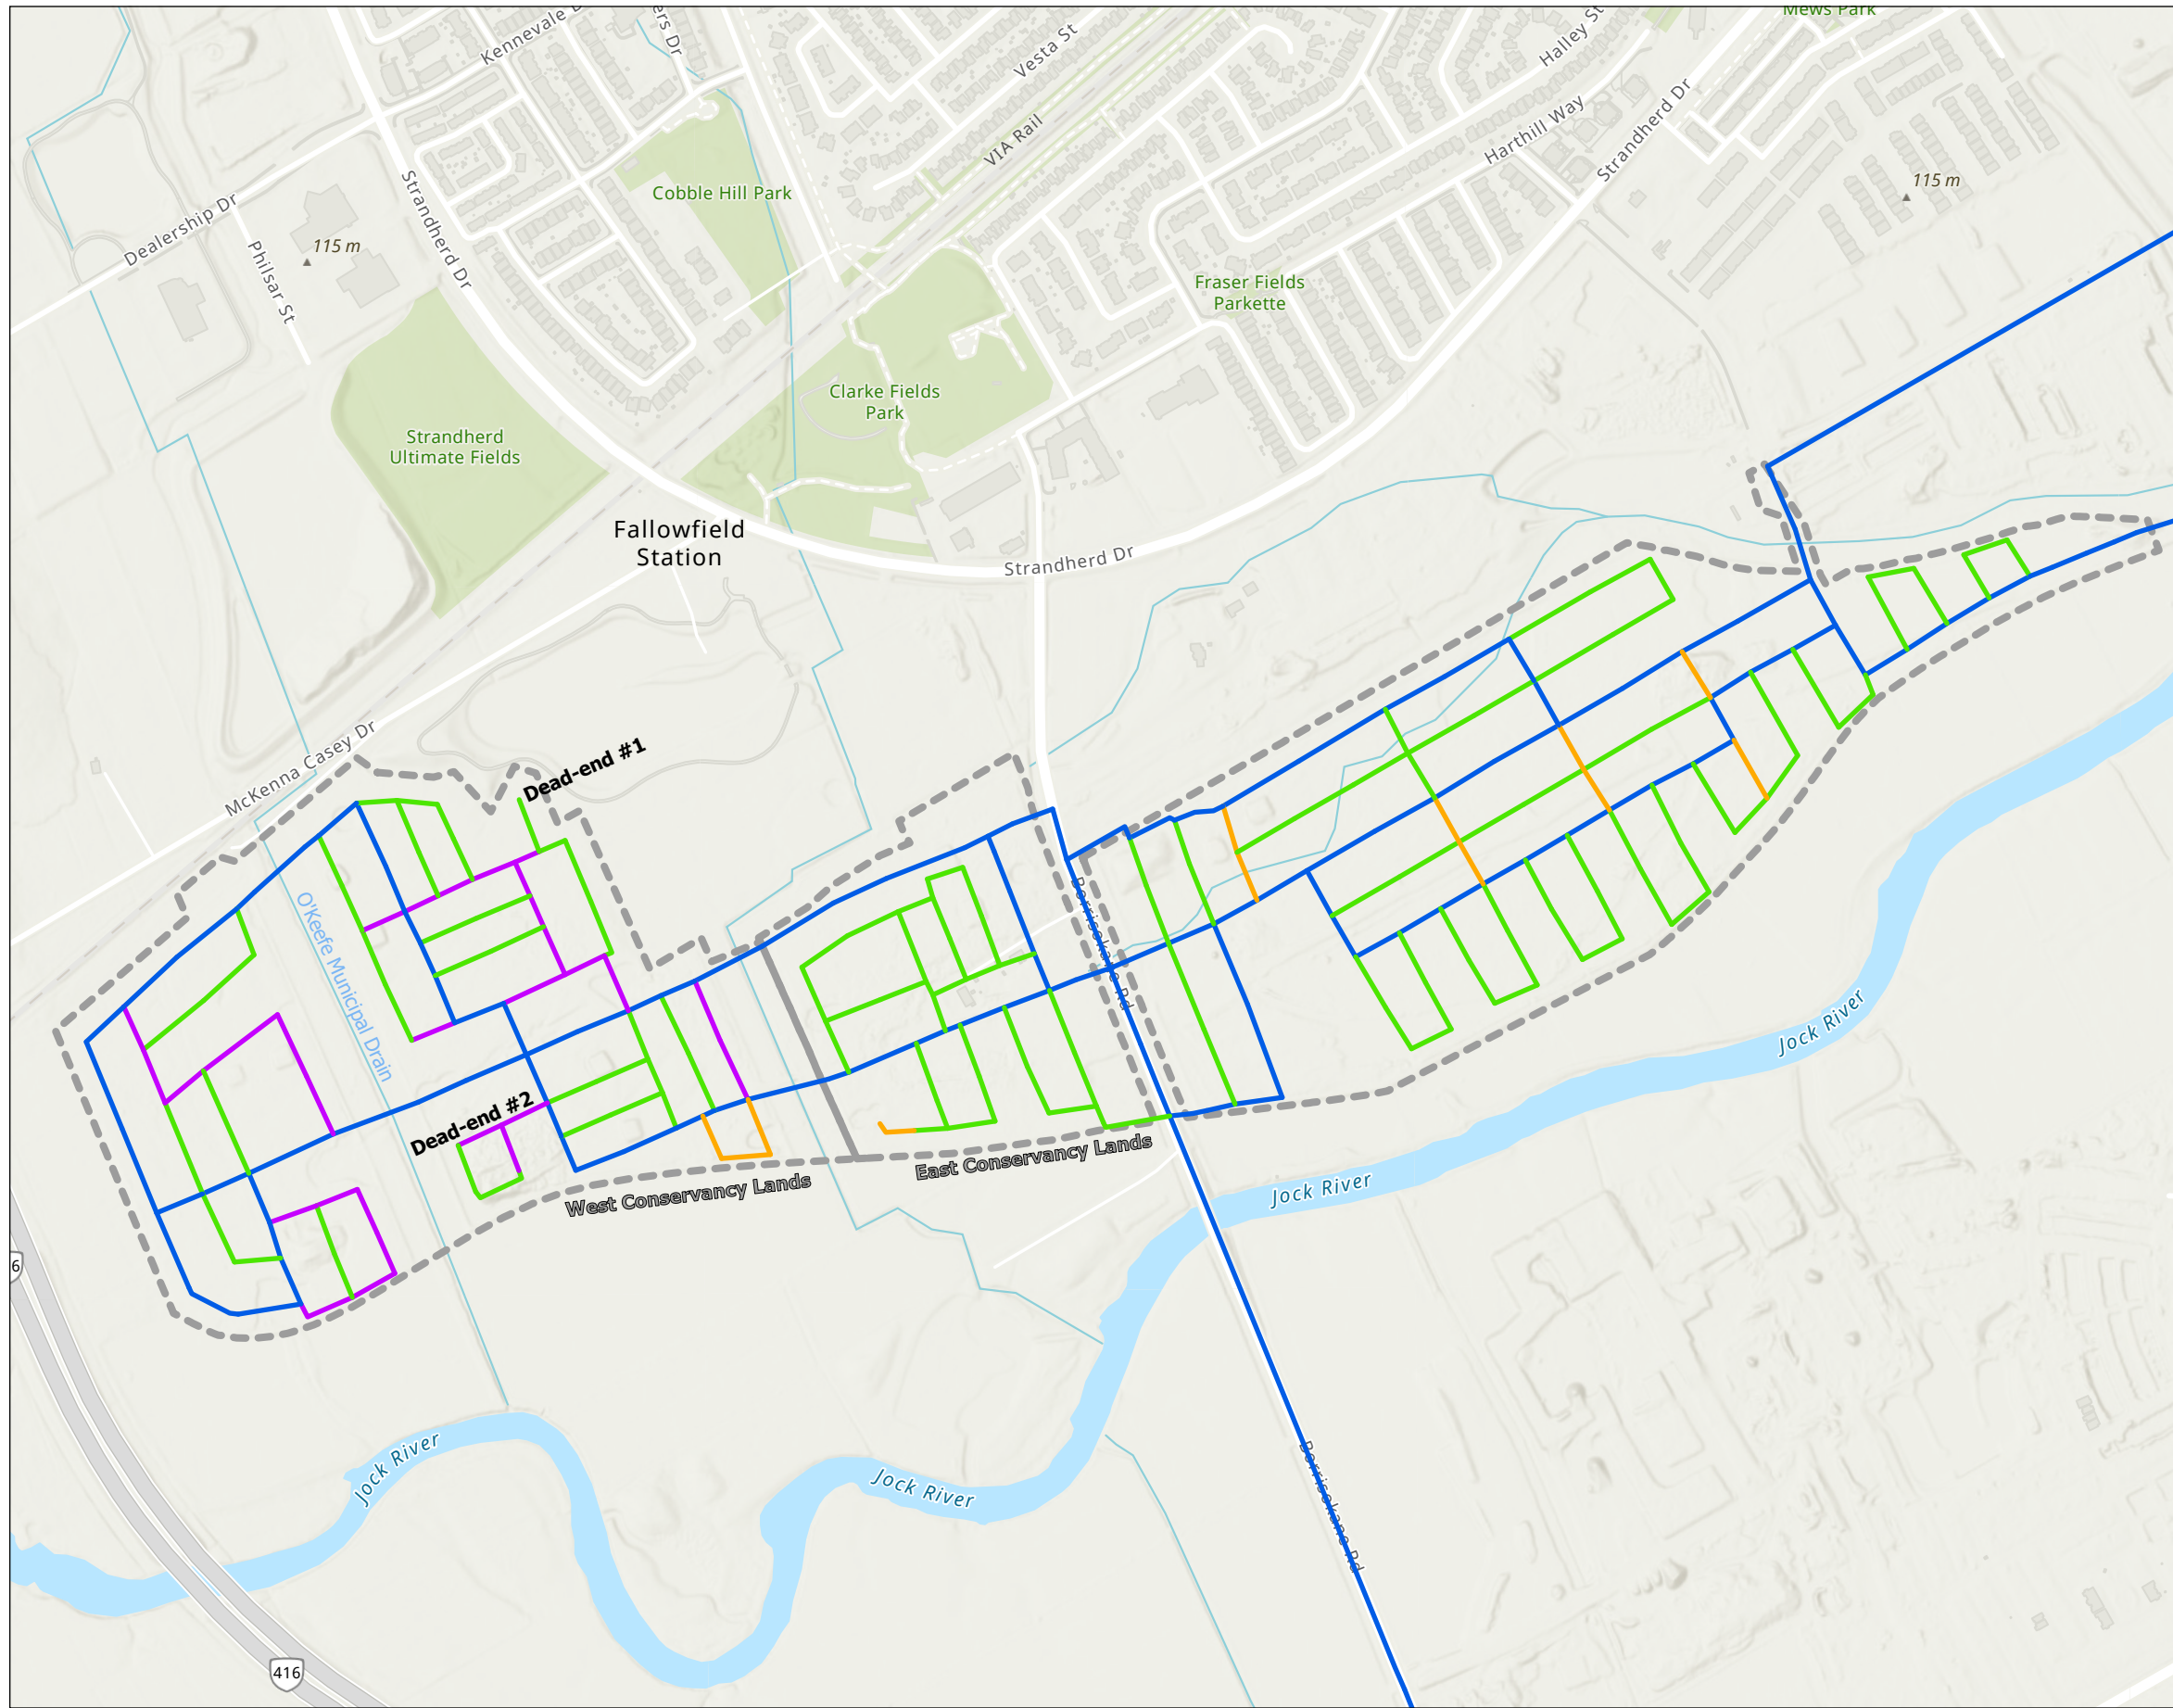 Mews Park
Kennevale D
ers Dr
Vesta St
Halley St
VIA Rail
Harthill Way
Strandherd Dr
Cobble Hill Park
115 m
Dealership Dr
Strandherd Dr
115 m
Philsar St
Fraser Fields
Parkette
Clarke Fields
Park
Strandherd
Ultimate Fields
Fallowfield
Station
Strandherd Dr
McKenna Casey Dr
Dead-end #1
O'Keefe Municipal Drain
Borrisokane Rd
Dead-end #2
Jock River
East Conservancy Lands
West Conservancy Lands
Jock River
6
Jock River
Jock River
Borrisokane Rd
416